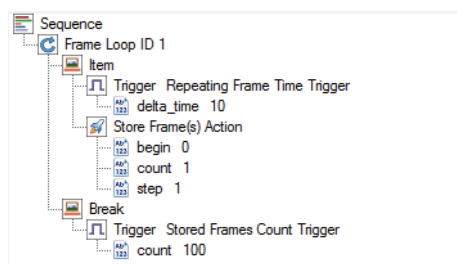 Sequence
Frame Loop ID 1
Item
Trigger Repeating Frame Time Trigger
delta_time 10
Store Frame(s) Action
begin 0
count 1
step 1
Break
Trigger Stored Frames Count Trigger
count 100